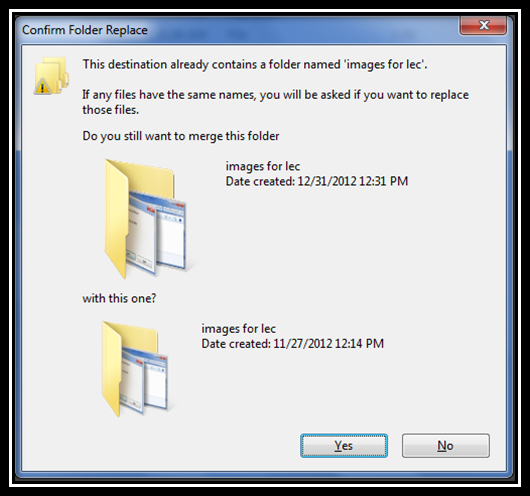 Confirm Folder Replace
This destination already contains a folder named 'images for lec'.
If any files have the same names, you will be asked if you want to replace
those files.
Do you still want to merge this folder
images for lec
Date created: 12/31/2012 12:31 PM
with this one?
images for lec
Date created: 11/27/2012 12:14 PM
Yes
No